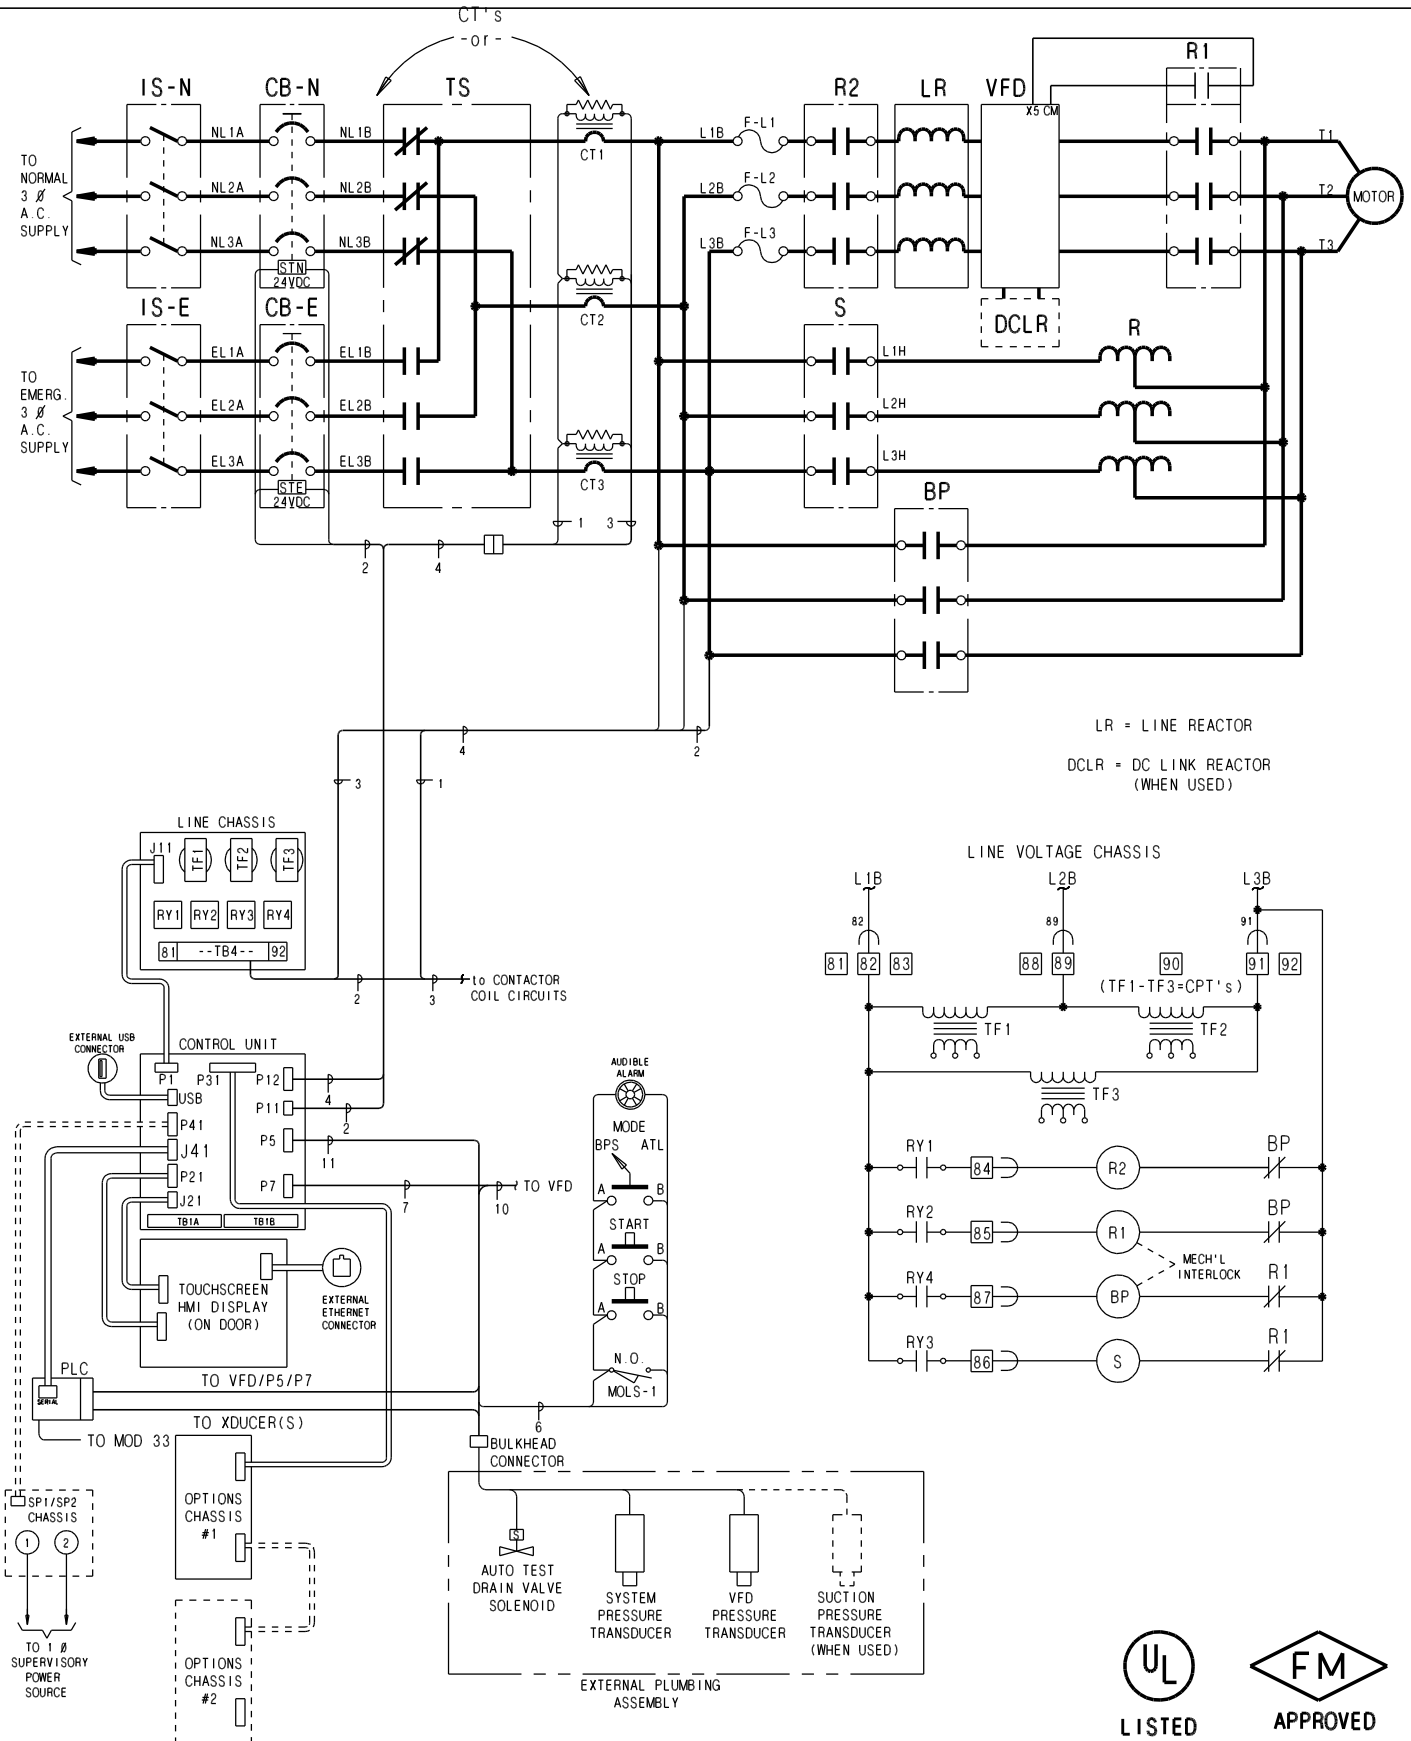 CT's
-or-
IS-N
CB-N
TS
R2
LR
VFD
R1
X5 CM
NL1A
NL1B
L1B
F-L1
T1
CT1
TO
NORMAL
3 Ø
A.C.
SUPPLY
NL2A
NL2B
L2B
F-L2
T2
MOTOR
NL3A
NL3B
L3B
F-L3
T3
STN
24VDC
IS-E
CB-E
CT2
S
DCLR
R
EL1A
EL1B
L1H
TO
EMERG.
3 Ø
A.C.
SUPPLY
EL2A
EL2B
L2H
EL3A
EL3B
L3H
CT3
STE
24VDC
BP
1
3
2
4
4
2
LR = LINE REACTOR
DCLR = DC LINK REACTOR
(WHEN USED)
3
1
LINE CHASSIS
J11
TF1
TF2
TF3
RY1
RY2
RY3
RY4
81
--TB4--
92
2
3
to CONTACTOR
COIL CIRCUITS
LINE VOLTAGE CHASSIS
L1B
L2B
L3B
82
89
91
81
82
83
88
89
90
91
92
(TF1-TF3=CPT's)
TF1
TF2
TF3
RY1
84
R2
BP
RY2
85
R1
BP
MECH'L
INTERLOCK
RY4
87
BP
R1
RY3
86
S
R1
EXTERNAL USB
CONNECTOR
CONTROL UNIT
P1
P31
P12
USB
P11
P41
P5
J41
P21
P7
J21
TB1A
TB1B
4
2
11
7
10
TO VFD
AUDIBLE
ALARM
MODE
BPS
ATL
A
B
START
A
B
STOP
A
B
N.O.
MOLS-1
6
TOUCHSCREEN
HMI DISPLAY
(ON DOOR)
EXTERNAL
ETHERNET
CONNECTOR
PLC
SERIAL
TO VFD/P5/P7
TO XDUCER(S)
TO MOD 33
BULKHEAD
CONNECTOR
SP1/SP2
CHASSIS
1
2
TO 1 Ø
SUPERVISORY
POWER
SOURCE
OPTIONS
CHASSIS
#1
OPTIONS
CHASSIS
#2
S
AUTO TEST
DRAIN VALVE
SOLENOID
SYSTEM
PRESSURE
TRANSDUCER
VFD
PRESSURE
TRANSDUCER
SUCTION
PRESSURE
TRANSDUCER
(WHEN USED)
EXTERNAL PLUMBING
ASSEMBLY
UL
LISTED
FM
APPROVED